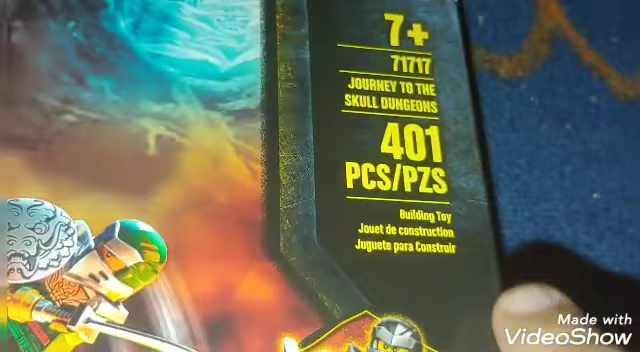 7+
71717
JOURNEY TO THE
SKULL DUNGEONS
401
PCS/PZS
Building Toy
Jouet de construction
Juguete para Construir
Made with
VideoShow